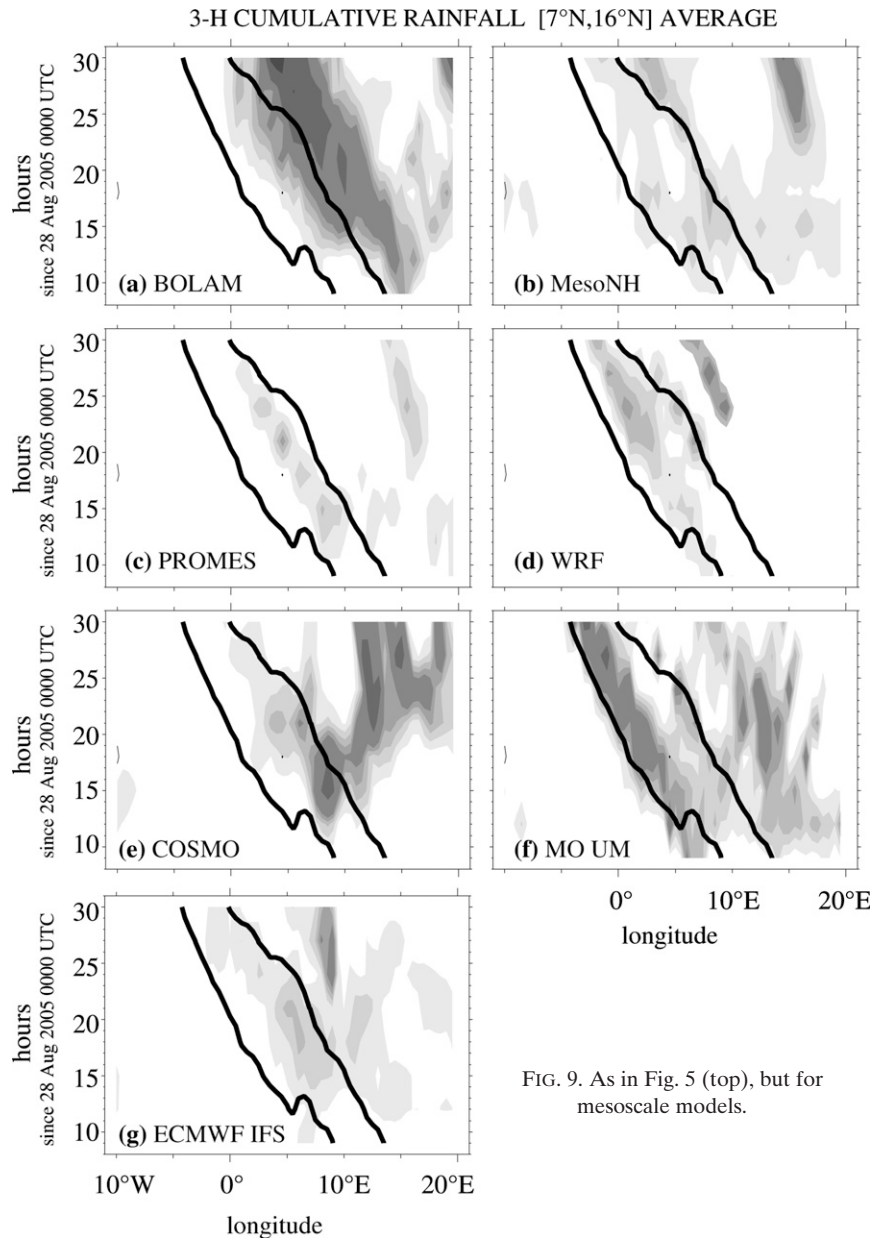 3-H CUMULATIVE RAINFALL [7°N,16°N] AVERAGE
30
25
20
15
10
hours
since 28 Aug 2005 0000 UTC
(a) BOLAM
(b) MesoNH
30
25
20
15
10
hours
since 28 Aug 2005 0000 UTC
(c) PROMES
(d) WRF
30
25
20
15
10
hours
since 28 Aug 2005 0000 UTC
(e) COSMO
(f) MO UM
0° 10°E 20°E
longitude
30
25
20
15
10
hours
since 28 Aug 2005 0000 UTC
(g) ECMWF IFS
10°W 0° 10°E 20°E
longitude
FIG. 9. As in Fig. 5 (top), but for
mesoscale models.